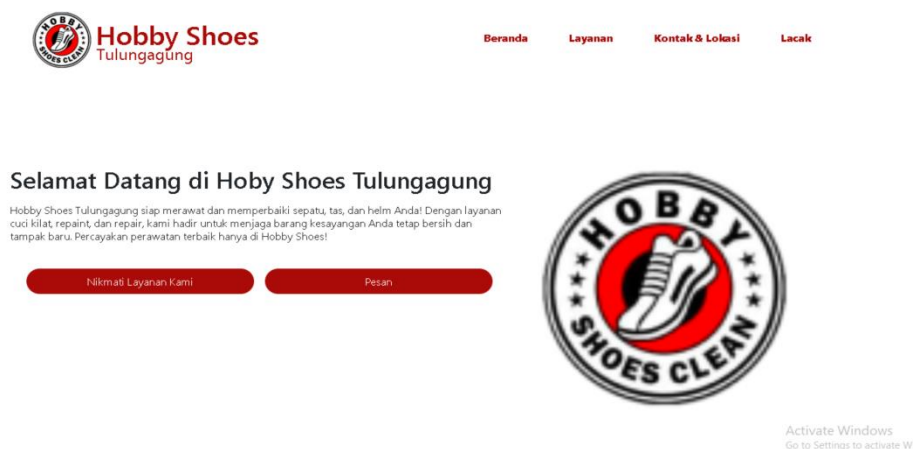 HOBBY
SHOES CLEAN
Hobby Shoes
Tulungagung
Beranda
Layanan
Kontak & Lokasi
Lacak
Selamat Datang di Hoby Shoes Tulungagung
Hobby Shoes Tulungagung siap merawat dan memperbaiki sepatu, tas, dan helm Anda! Dengan layanan
cuci kilat, repaint, dan repair, kami hadir untuk menjaga barang kesayangan Anda tetap bersih dan
tampak baru. Percayakan perawatan terbaik hanya di Hobby Shoes!
Nikmati Layanan Kami
Pesan
HOBBY
SHOES CLEAN
Activate Windows
Go to Settings to activate W